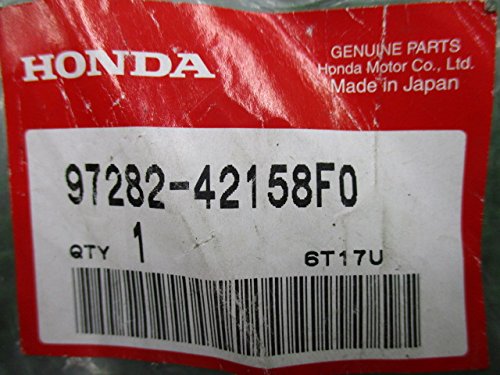 HONDA
GENUINE PARTS
Honda Motor Co., Ltd.
Made in Japan
97282-42158F0
QTY 1 6T17U